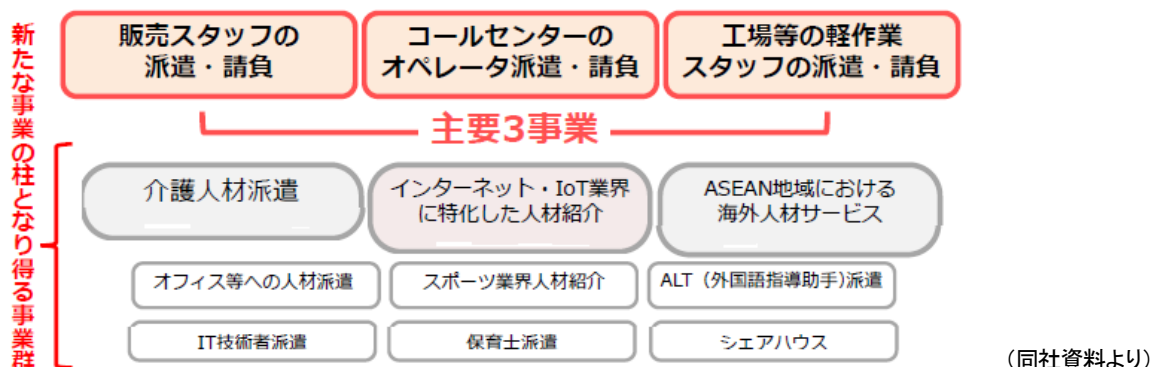 新たな事業の柱となり得る事業群
販売スタッフの
派遣・請負
コールセンターの
オペレータ派遣・請負
工場等の軽作業
スタッフの派遣・請負
主要3事業
介護人材派遣
インターネット・IoT業界
に特化した人材紹介
ASEAN地域における
海外人材サービス
オフィス等への人材派遣
スポーツ業界人材紹介
ALT（外国語指導助手)派遣
IT技術者派遣
保育士派遣
シェアハウス
（同社資料より）